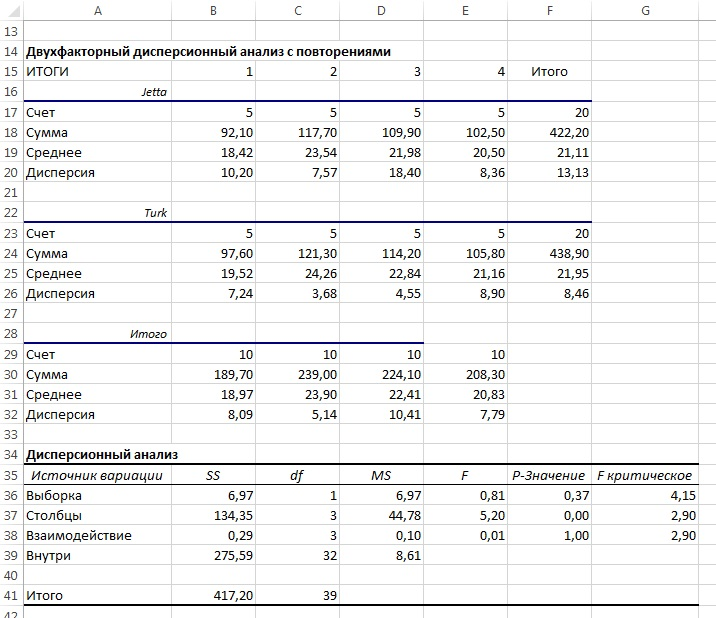 A B C D E F G
13
14 Двухфакторный дисперсионный анализ с повторениями
15 ИТОГИ 1 2 3 4 Итого
16 Jetta
17 Счет 5 5 5 5 20
18 Сумма 92,10 117,70 109,90 102,50 422,20
19 Среднее 18,42 23,54 21,98 20,50 21,11
20 Дисперсия 10,20 7,57 18,40 8,36 13,13
21
22 Turk
23 Счет 5 5 5 5 20
24 Сумма 97,60 121,30 114,20 105,80 438,90
25 Среднее 19,52 24,26 22,84 21,16 21,95
26 Дисперсия 7,24 3,68 4,55 8,90 8,46
27
28 Итого
29 Счет 10 10 10 10
30 Сумма 189,70 239,00 224,10 208,30
31 Среднее 18,97 23,90 22,41 20,83
32 Дисперсия 8,09 5,14 10,41 7,79
33
34 Дисперсионный анализ
35 Источник вариации SS df MS F P-Значение F критическое
36 Выборка 6,97 1 6,97 0,81 0,37 4,15
37 Столбцы 134,35 3 44,78 5,20 0,00 2,90
38 Взаимодействие 0,29 3 0,10 0,01 1,00 2,90
39 Внутри 275,59 32 8,61
40
41 Итого 417,20 39
42